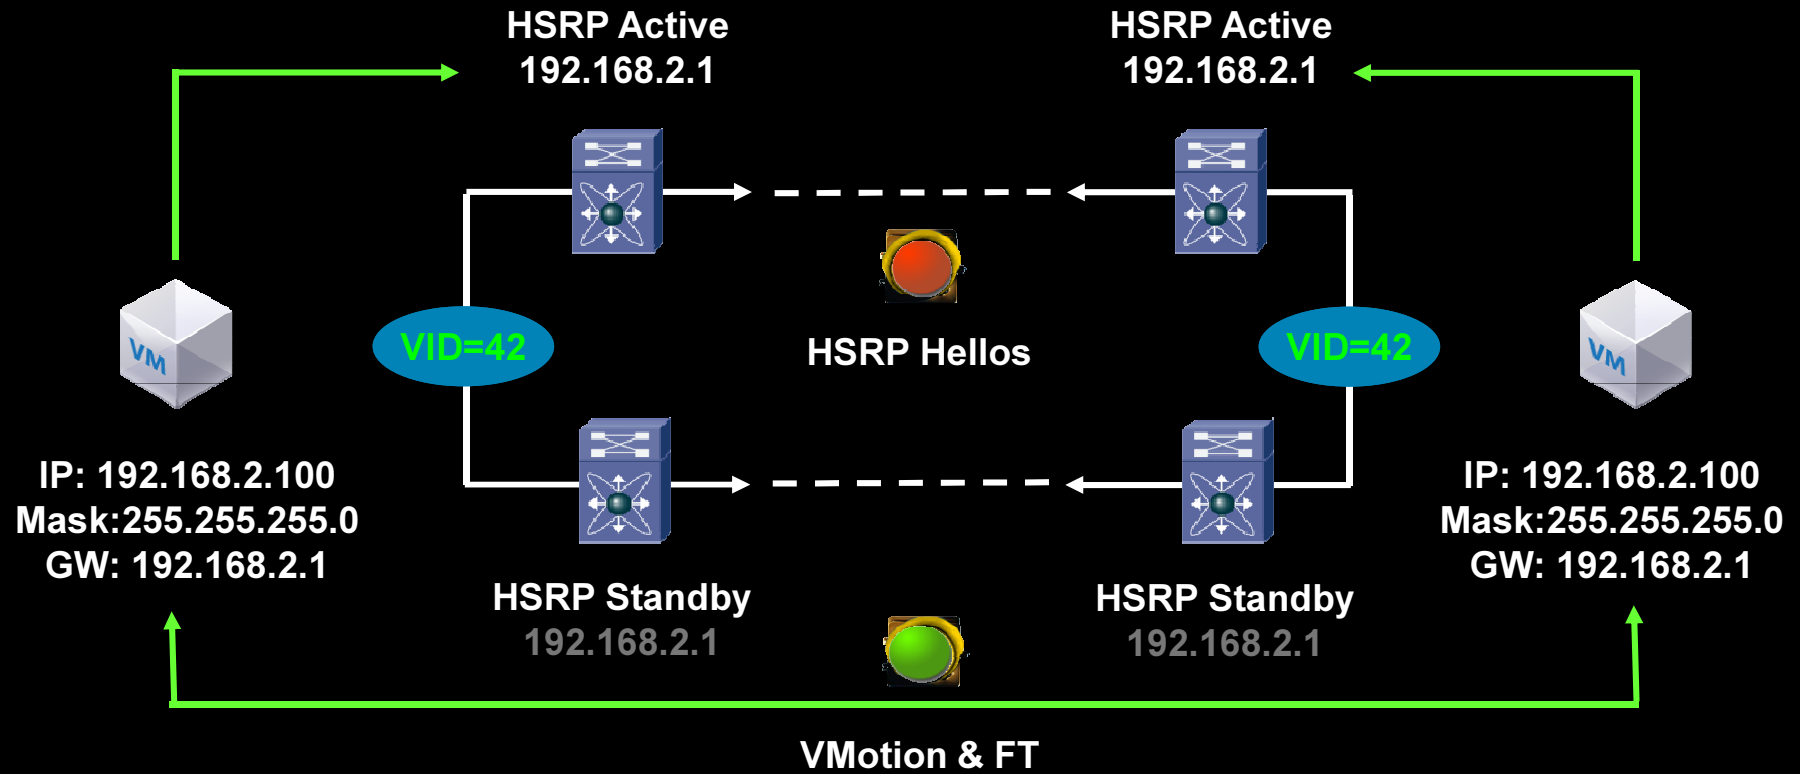 HSRP Active
192.168.2.1
HSRP Active
192.168.2.1
VM
VID=42
HSRP Hellos
VID=42
VM
IP: 192.168.2.100
Mask:255.255.255.0
GW: 192.168.2.1
IP: 192.168.2.100
Mask:255.255.255.0
GW: 192.168.2.1
HSRP Standby
192.168.2.1
HSRP Standby
192.168.2.1
VMotion & FT